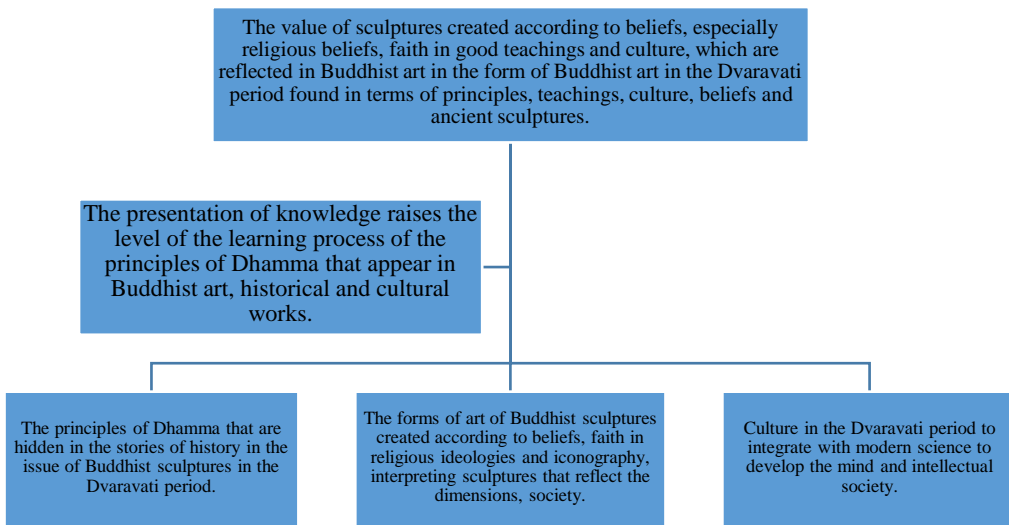 The value of sculptures created according to beliefs, especially
religious beliefs, faith in good teachings and culture, which are
reflected in Buddhist art in the form of Buddhist art in the Dvaravati
period found in terms of principles, teachings, culture, beliefs and
ancient sculptures.
The presentation of knowledge raises the
level of the learning process of the
principles of Dhamma that appear in
Buddhist art, historical and cultural
works.
The principles of Dhamma that are
hidden in the stories of history in the
issue of Buddhist sculptures in the
Dvaravati period.
The forms of art of Buddhist sculptures
created according to beliefs, faith in
religious ideologies and iconography,
interpreting sculptures that reflect the
dimensions, society.
Culture in the Dvaravati period to
integrate with modern science to
develop the mind and intellectual
society.